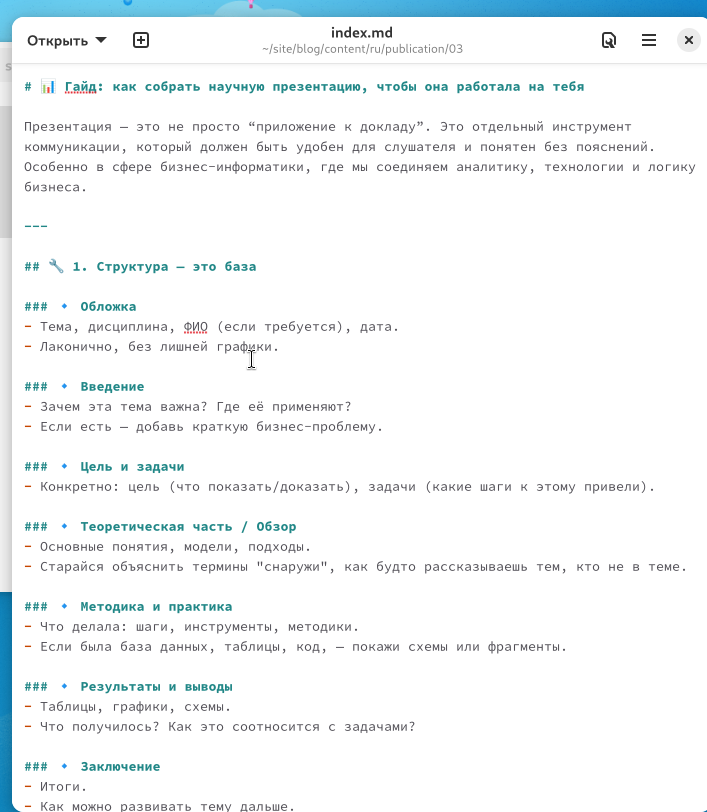 Открыть
index.md
~/site/blog/content/ru/publication/03
# 📊 Гайд: как собрать научную презентацию, чтобы она работала на тебя
Презентация — это не просто “приложение к докладу”. Это отдельный инструмент
коммуникации, который должен быть удобен для слушателя и понятен без пояснений.
Особенно в сфере бизнес-информатики, где мы соединяем аналитику, технологии и логику
бизнеса.
---
## 🔧 1. Структура — это база
### 🔹 Обложка
- Тема, дисциплина, ФИО (если требуется), дата.
- Лаконично, без лишней графики.
### 🔹 Введение
- Зачем эта тема важна? Где её применяют?
- Если есть — добавь краткую бизнес-проблему.
### 🔹 Цель и задачи
- Конкретно: цель (что показать/доказать), задачи (какие шаги к этому привели).
### 🔹 Теоретическая часть / Обзор
- Основные понятия, модели, подходы.
- Старайся объяснить термины "снаружи", как будто рассказываешь тем, кто не в теме.
### 🔹 Методика и практика
- Что делала: шаги, инструменты, методики.
- Если была база данных, таблицы, код, — покажи схемы или фрагменты.
### 🔹 Результаты и выводы
- Таблицы, графики, схемы.
- Что получилось? Как это соотносится с задачами?
### 🔹 Заключение
- Итоги.
- Как можно развивать тему дальше.